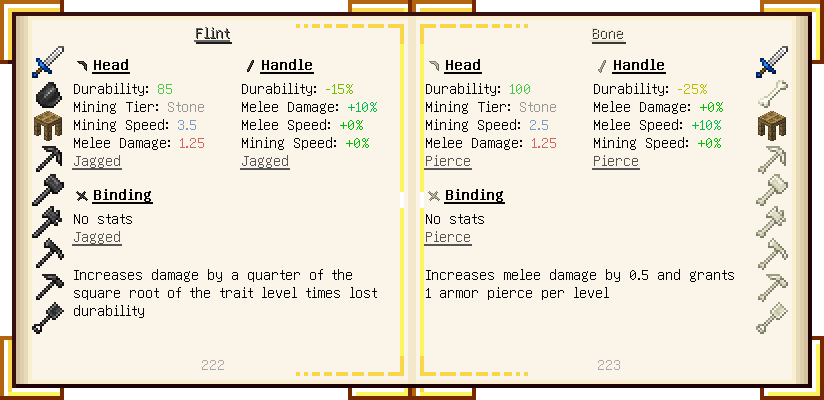 Flint
Head
Durability: 85
Mining Tier: Stone
Mining Speed: 3.5
Melee Damage: 1.25
Jagged
Handle
Durability: -15%
Melee Damage: +10%
Melee Speed: +0%
Mining Speed: +0%
Jagged
Binding
No stats
Jagged
Increases damage by a quarter of the
square root of the trait level times lost
durability
222
Bone
Head
Durability: 100
Mining Tier: Stone
Mining Speed: 2.5
Melee Damage: 1.25
Pierce
Handle
Durability: -25%
Melee Damage: +0%
Melee Speed: +10%
Mining Speed: +0%
Pierce
Binding
No stats
Pierce
Increases melee damage by 0.5 and grants
1 armor pierce per level
223